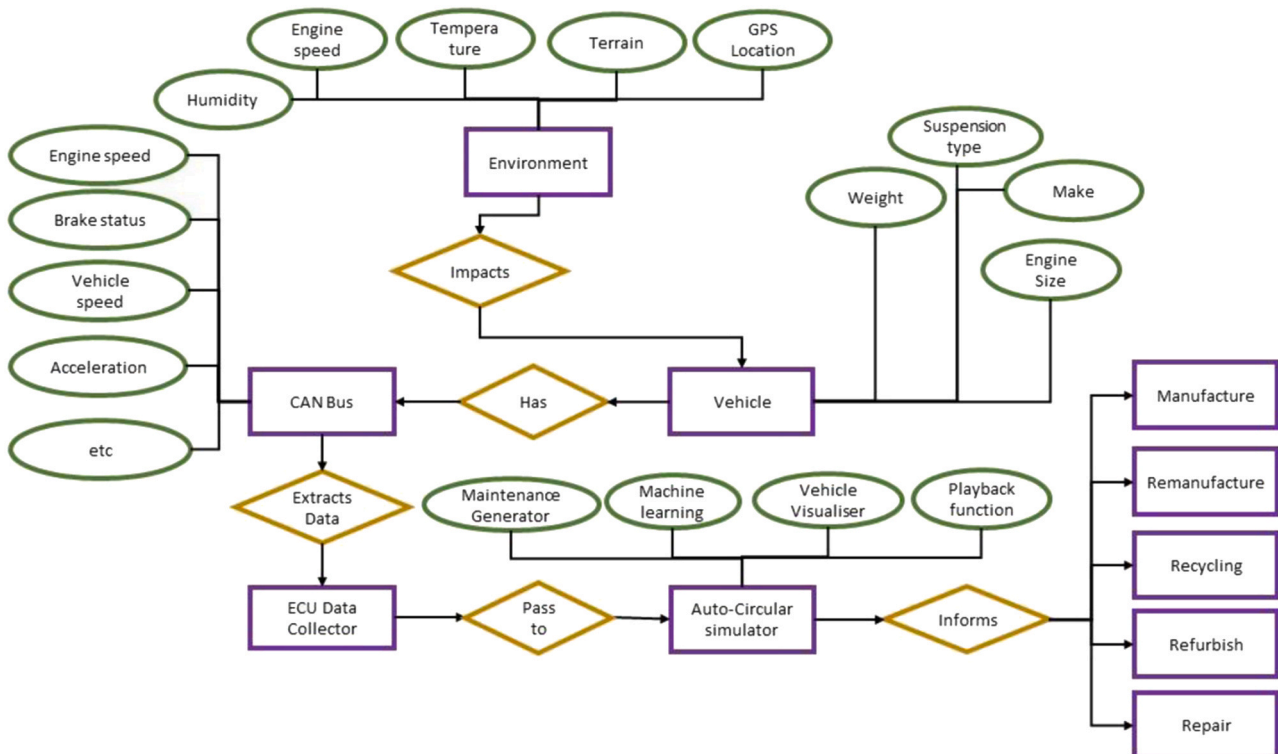 Engine
speed
Tempera
ture
Terrain
GPS
Location
Humidity
Environment
Engine speed
Brake status
Vehicle
speed
Acceleration
etc
Impacts
Suspension
type
Weight
Make
Engine
Size
CAN Bus
Has
Vehicle
Extracts
Data
Maintenance
Generator
Machine
learning
Vehicle
Visualiser
Playback
function
ECU Data
Collector
Pass
to
Auto-Circular
simulator
Informs
Manufacture
Remanufacture
Recycling
Refurbish
Repair